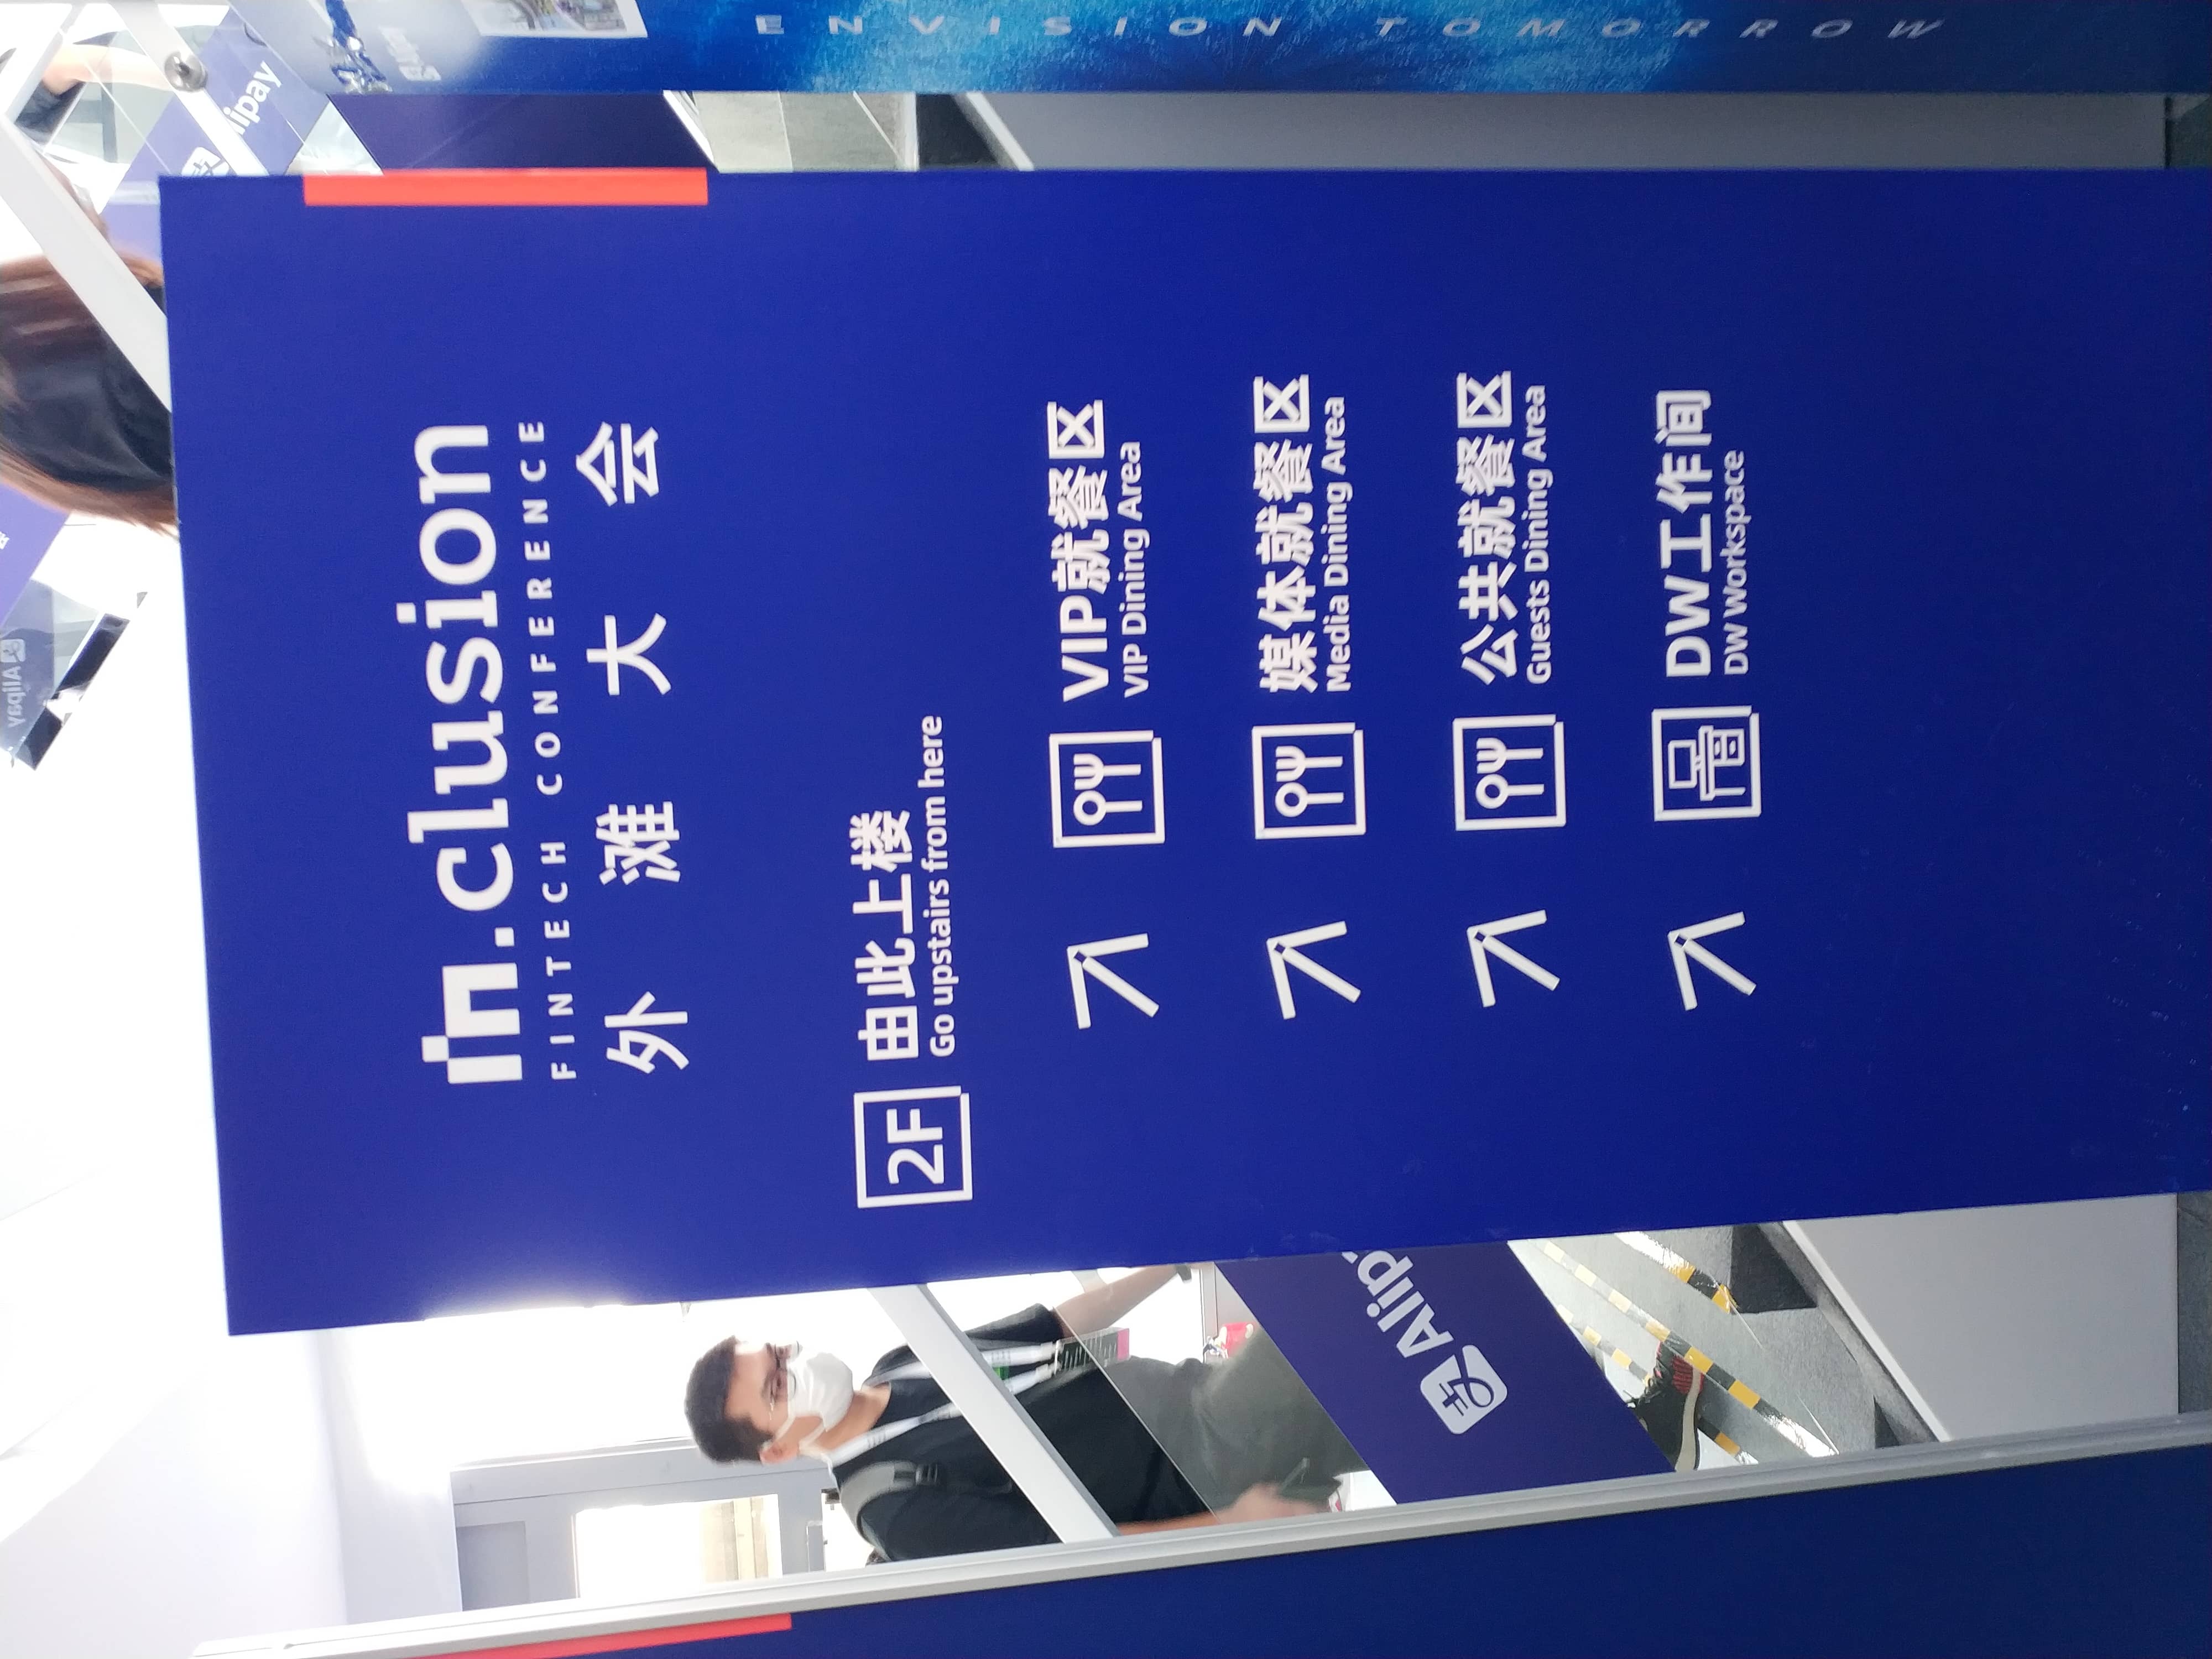 Alipay
Alipay
in.clusion
FINTECH CONFERENCE
外滩大会
2F
由此上楼
Go upstairs from here
VIP就餐区
VIP Dining Area
媒体就餐区
Media Dining Area
公共就餐区
Guests Dining Area
DW工作间
DW Workspace
支 Alip
ENVISION TOMORROW